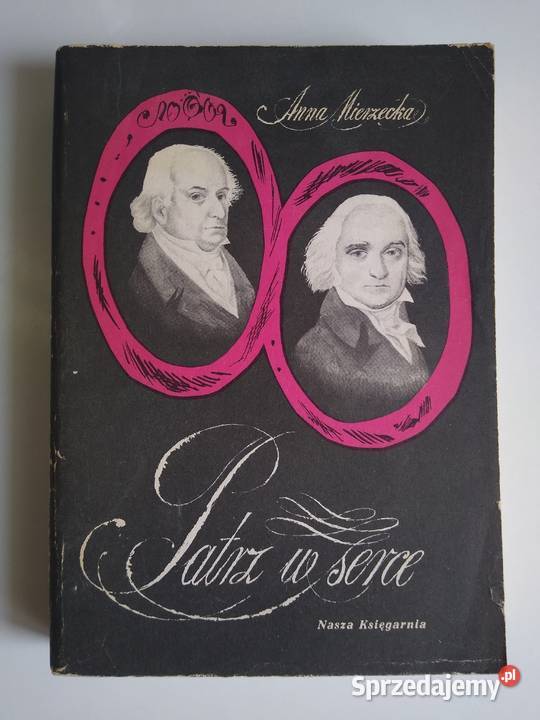 Anna Mierzecka
Patrz w serce
Nasza Księgarnia
Sprzedajemy.pl